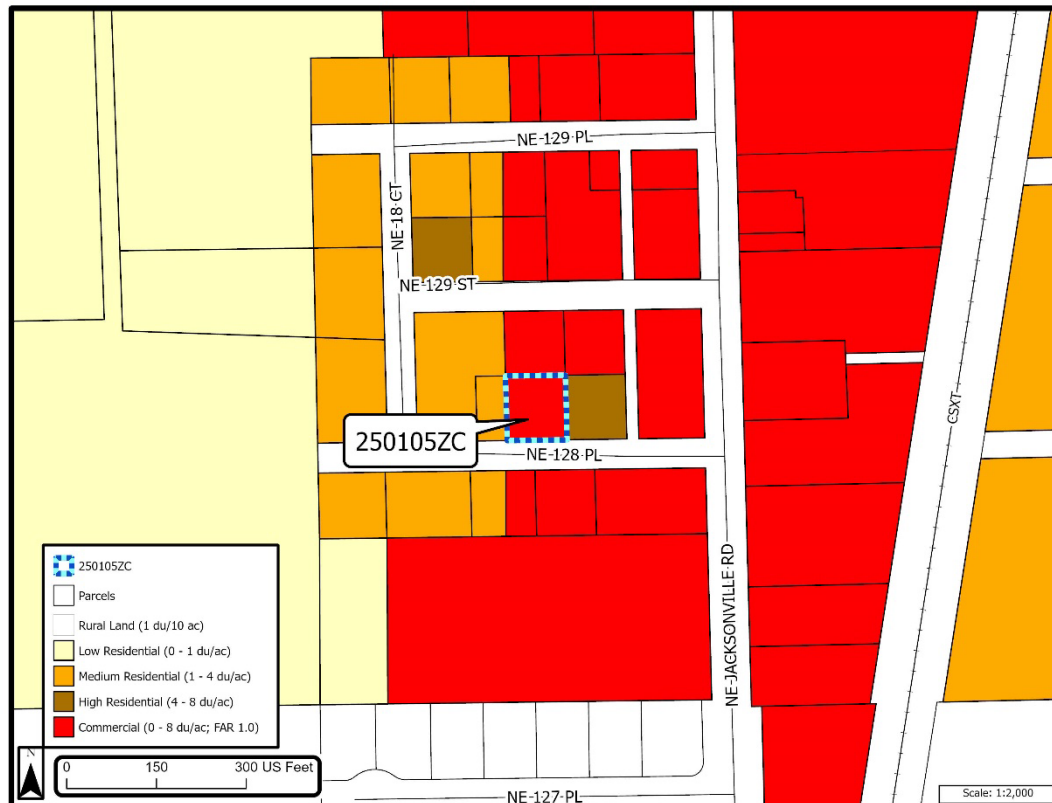 NE 129 PL
NE 18 CT
NE 129 ST
250105ZC
NE 128 PL
CSXT
NE JACKSONVILLE RD
250105ZC
Parcels
Rural Land (1 du/10 ac)
Low Residential (0 - 1 du/ac)
Medium Residential (1 - 4 du/ac)
High Residential (4 - 8 du/ac)
Commercial (0 - 8 du/ac; FAR 1.0)
N
0 150 300 US Feet
NE 127 PL
Scale: 1:2,000